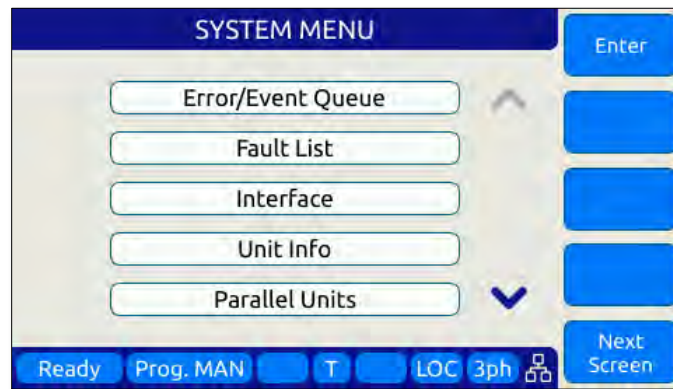 SYSTEM MENU
Enter
Error/Event Queue
Fault List
Interface
Unit Info
Parallel Units
Next
Screen
Ready Prog. MAN T LOC 3ph